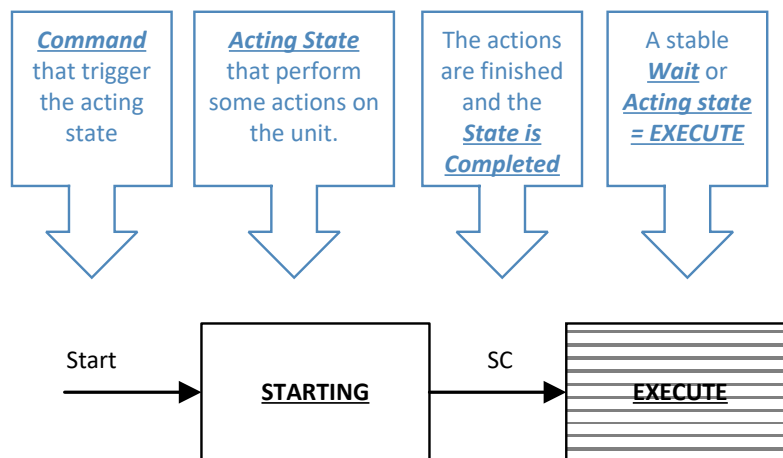 Command
that trigger
the acting
state
Acting State
that perform
some actions on
the unit.
The actions
are finished
and the
State is
Completed
A stable
Wait or
Acting state
= EXECUTE
Start
STARTING
SC
EXECUTE